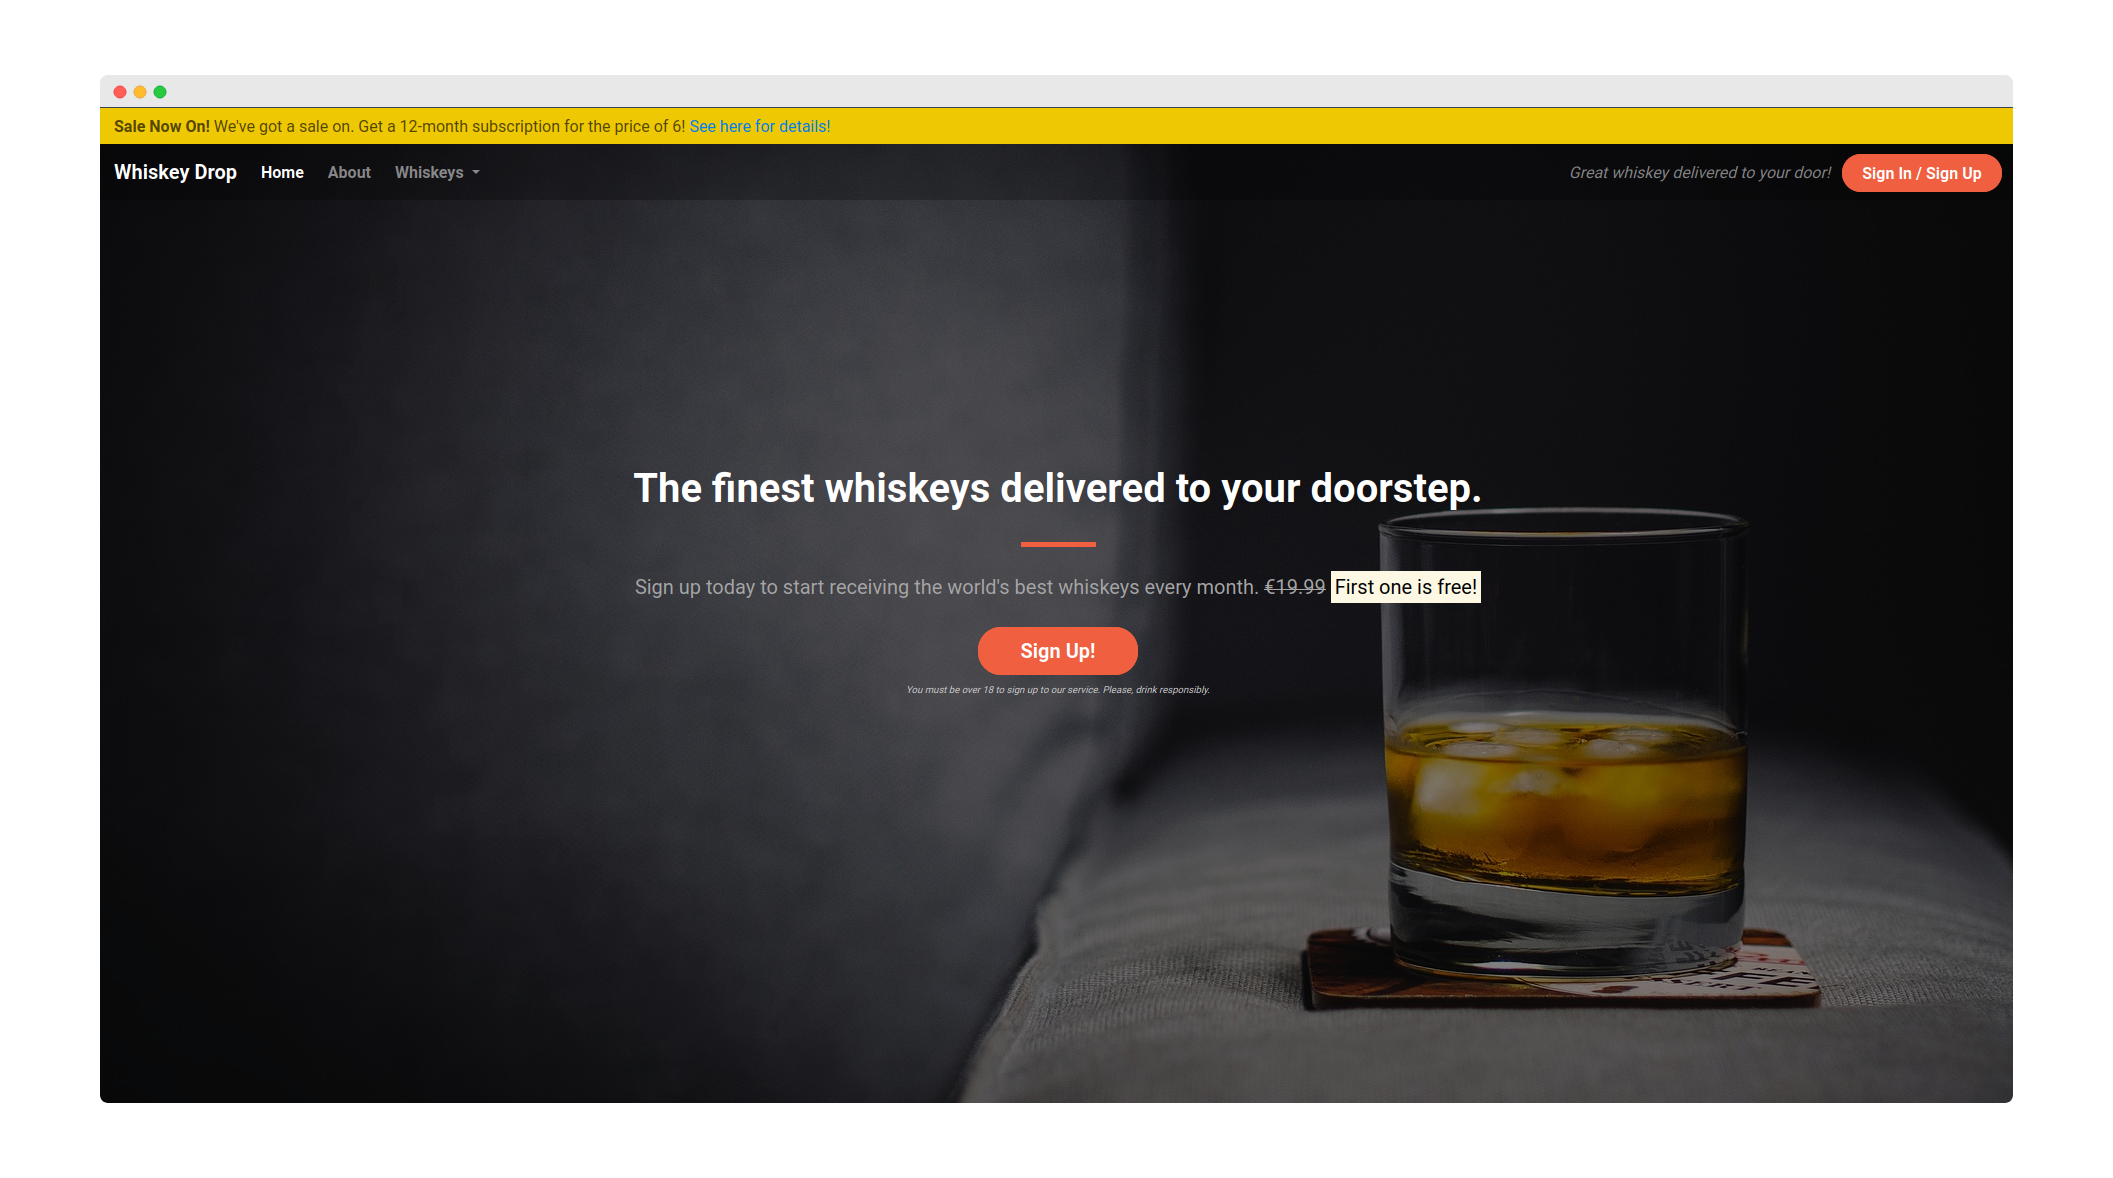 Sale Now On! We've got a sale on. Get a 12-month subscription for the price of 6! See here for details!
Whiskey Drop Home About Whiskeys Great whiskey delivered to your door! Sign In / Sign Up
The finest whiskeys delivered to your doorstep.
Sign up today to start receiving the world's best whiskeys every month. €19.99 First one is free!
Sign Up!
You must be over 18 to sign up to our service. Please, drink responsibly.